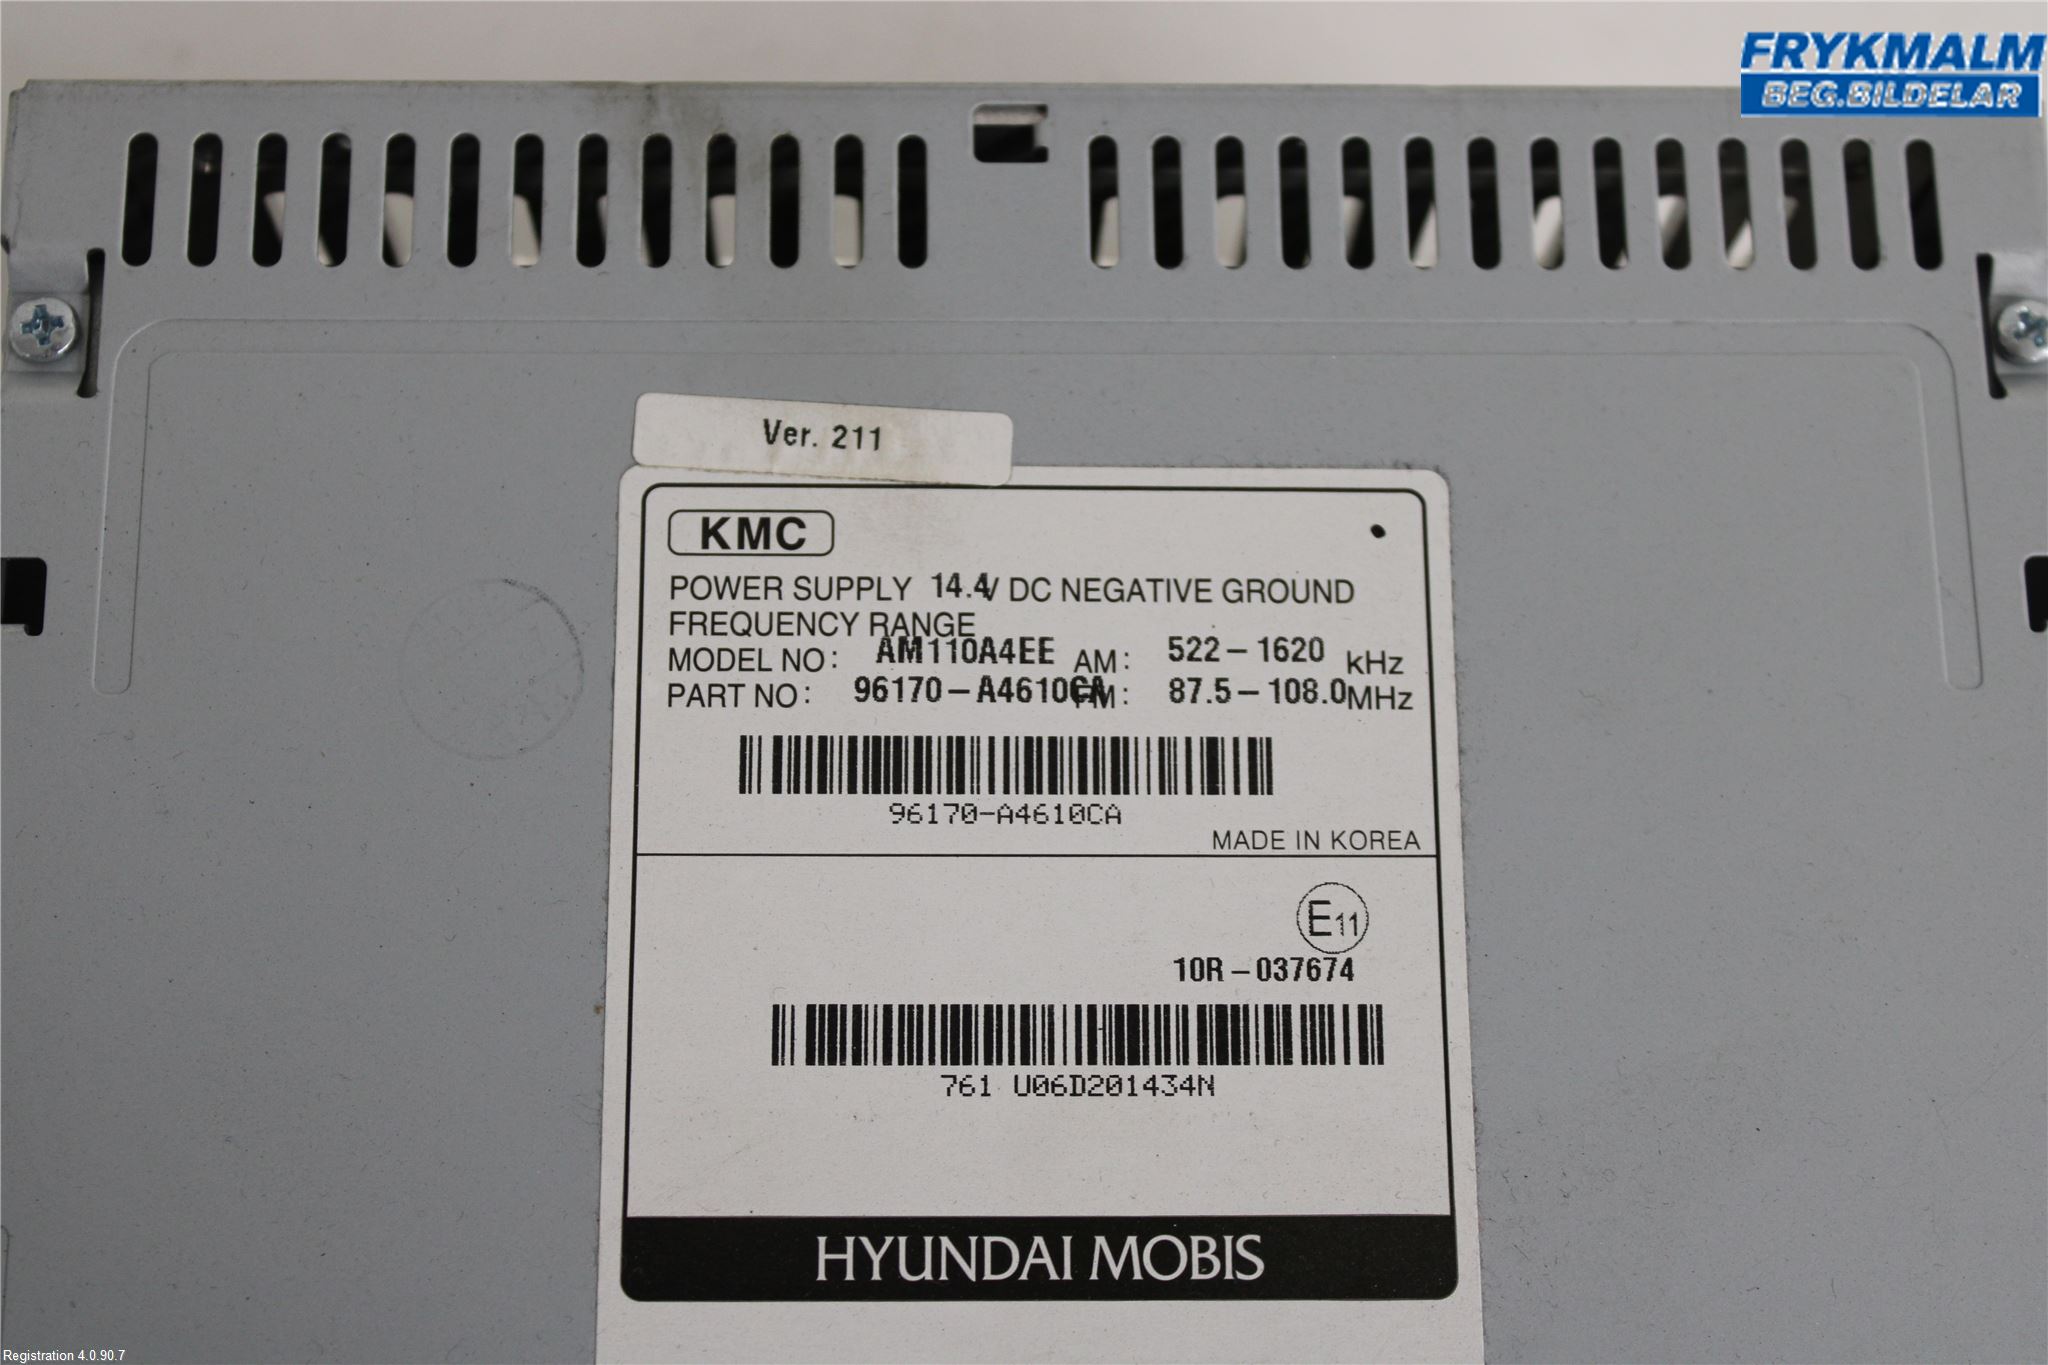 FRYKMALM
BEG.BILDELAR
Ver. 211
KMC
POWER SUPPLY 14.4V DC NEGATIVE GROUND
FREQUENCY RANGE
MODEL NO: AM110A4EE AM: 522-1620 kHz
PART NO: 96170-A4610CA FM: 87.5-108.0MHz
96170-A4610CA
MADE IN KOREA
E11
10R-037674
761 U06D201434N
HYUNDAI MOBIS
Registration 4.0.90.7